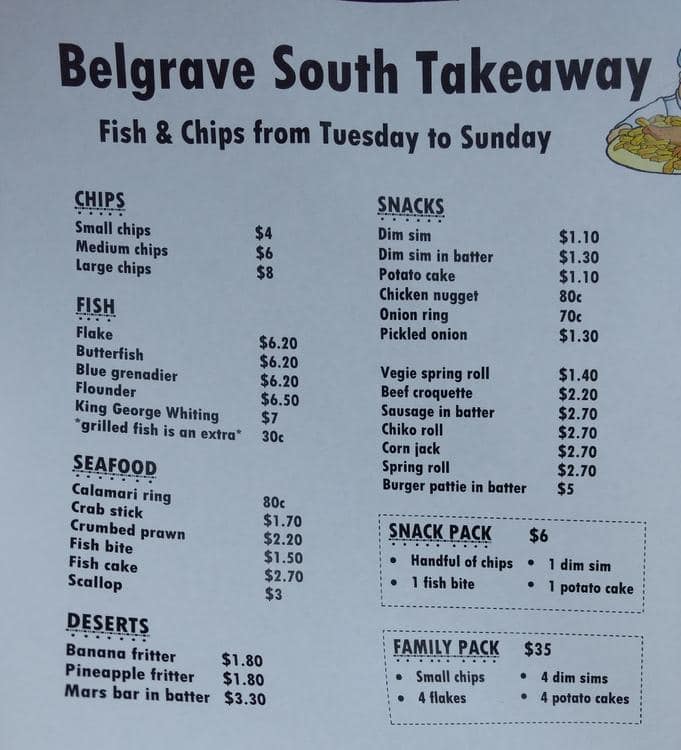 Belgrave South Takeaway
Fish & Chips from Tuesday to Sunday
CHIPS
Small chips $4
Medium chips $6
Large chips $8
FISH
Flake $6.20
Butterfish $6.20
Blue grenadier $6.20
Flounder $6.50
King George Whiting $7
*grilled fish is an extra* 30c
SEAFOOD
Calamari ring 80c
Crab stick $1.70
Crumbed prawn $2.20
Fish bite $1.50
Fish cake $2.70
Scallop $3
DESERTS
Banana fritter $1.80
Pineapple fritter $1.80
Mars bar in batter $3.30
SNACKS
Dim sim $1.10
Dim sim in batter $1.30
Potato cake $1.10
Chicken nugget 80c
Onion ring 70c
Pickled onion $1.30
Vegie spring roll $1.40
Beef croquette $2.20
Sausage in batter $2.70
Chiko roll $2.70
Corn jack $2.70
Spring roll $2.70
Burger pattie in batter $5
SNACK PACK $6
• Handful of chips • 1 dim sim
• 1 fish bite • 1 potato cake
FAMILY PACK $35
• Small chips • 4 dim sims
• 4 flakes • 4 potato cakes